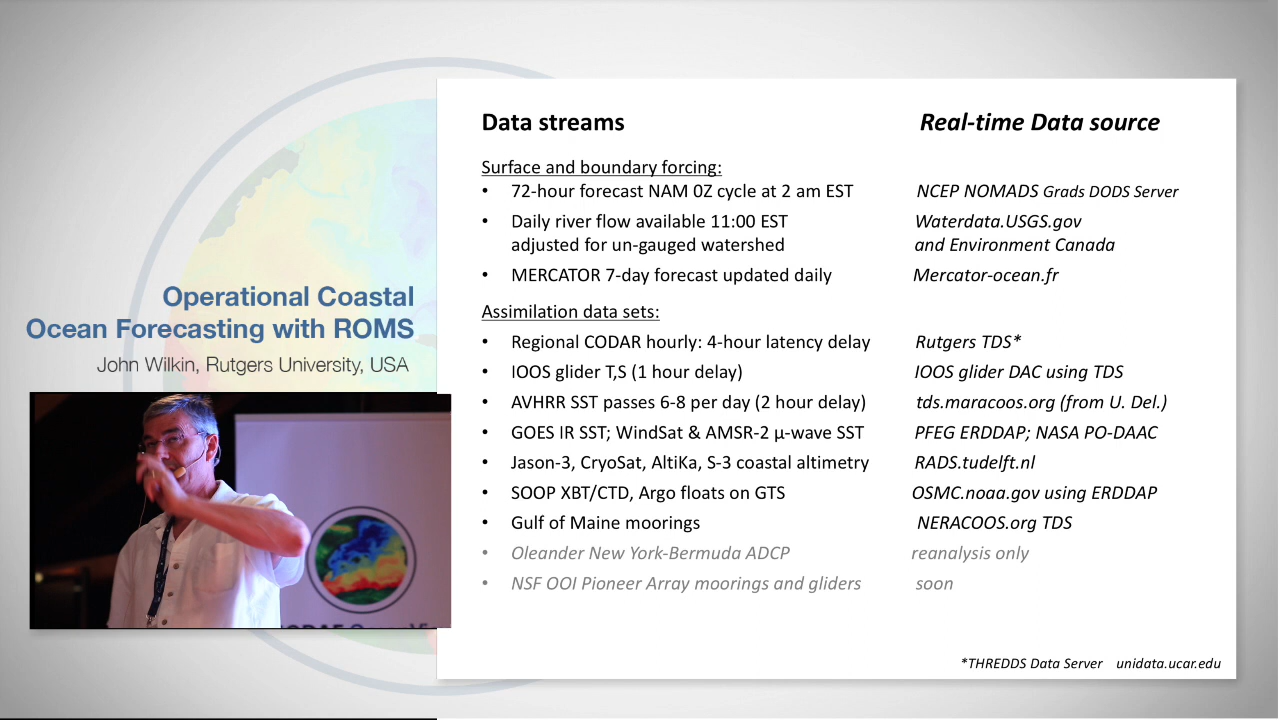 Data streams Real-time Data source
Surface and boundary forcing:
• 72-hour forecast NAM 0Z cycle at 2 am EST NCEP NOMADS Grads DODS Server
• Daily river flow available 11:00 EST Waterdata.USGS.gov
adjusted for un-gauged watershed and Environment Canada
• MERCATOR 7-day forecast updated daily Mercator-ocean.fr
Assimilation data sets:
• Regional CODAR hourly: 4-hour latency delay Rutgers TDS*
• IOOS glider T,S (1 hour delay) IOOS glider DAC using TDS
• AVHRR SST passes 6-8 per day (2 hour delay) tds.maracoos.org (from U. Del.)
• GOES IR SST; WindSat & AMSR-2 µ-wave SST PFEG ERDDAP; NASA PO-DAAC
• Jason-3, CryoSat, AltiKa, S-3 coastal altimetry RADS.tudelft.nl
• SOOP XBT/CTD, Argo floats on GTS OSMC.noaa.gov using ERDDAP
• Gulf of Maine moorings NERACOOS.org TDS
• Oleander New York-Bermuda ADCP reanalysis only
• NSF OOI Pioneer Array moorings and gliders soon
*THREDDS Data Server unidata.ucar.edu
Operational Coastal
Ocean Forecasting with ROMS
John Wilkin, Rutgers University, USA